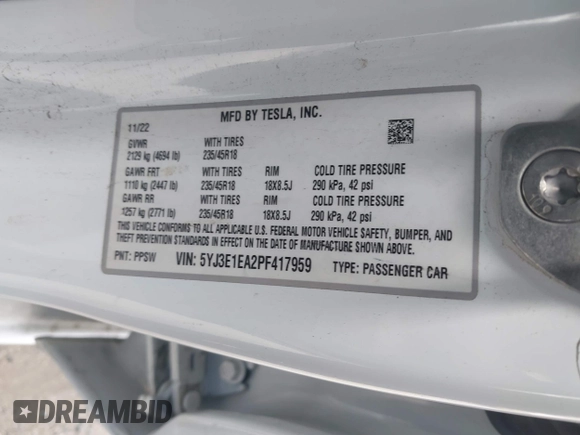 MFD BY TESLA, INC.
11/22
GVWR WITH TIRES
2129 kg (4694 lb) 235/45R18
GAWR FRT WITH TIRES RIM COLD TIRE PRESSURE
1110 kg (2447 lb) 235/45R18 18X8.5J 290 kPa, 42 psi
GAWR RR WITH TIRES RIM COLD TIRE PRESSURE
1257 kg (2771 lb) 235/45R18 18X8.5J 290 kPa, 42 psi
THIS VEHICLE CONFORMS TO ALL APPLICABLE U.S. FEDERAL MOTOR VEHICLE SAFETY, BUMPER, AND
THEFT PREVENTION STANDARDS IN EFFECT ON THE DATE OF MANUFACTURE SHOWN ABOVE.
PNT: PPSW VIN: 5YJ3E1EA2PF417959 TYPE: PASSENGER CAR
DREAMBID